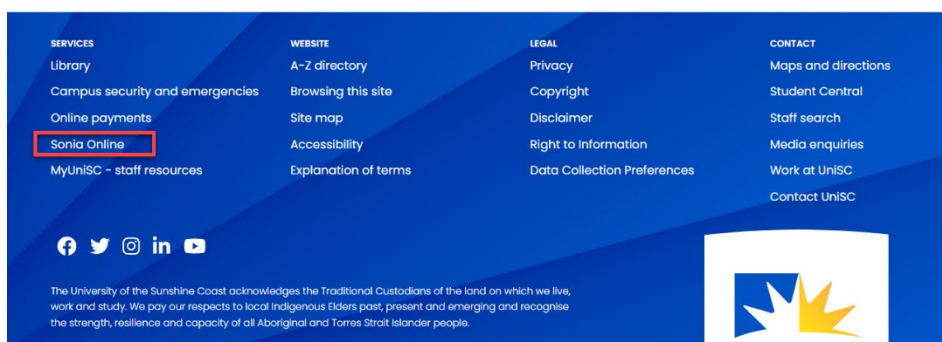 SERVICES
Library
Campus security and emergencies
Online payments
Sonia Online
MyUniSC - staff resources
WEBSITE
A-Z directory
Browsing this site
Site map
Accessibility
Explanation of terms
LEGAL
Privacy
Copyright
Disclaimer
Right to Information
Data Collection Preferences
CONTACT
Maps and directions
Student Central
Staff search
Media enquiries
Work at UniSC
Contact UniSC
The University of the Sunshine Coast acknowledges the Traditional Custodians of the land on which we live,
work and study. We pay our respects to local Indigenous Elders past, present and emerging and recognise
the strength, resilience and capacity of all Aboriginal and Torres Strait Islander people.